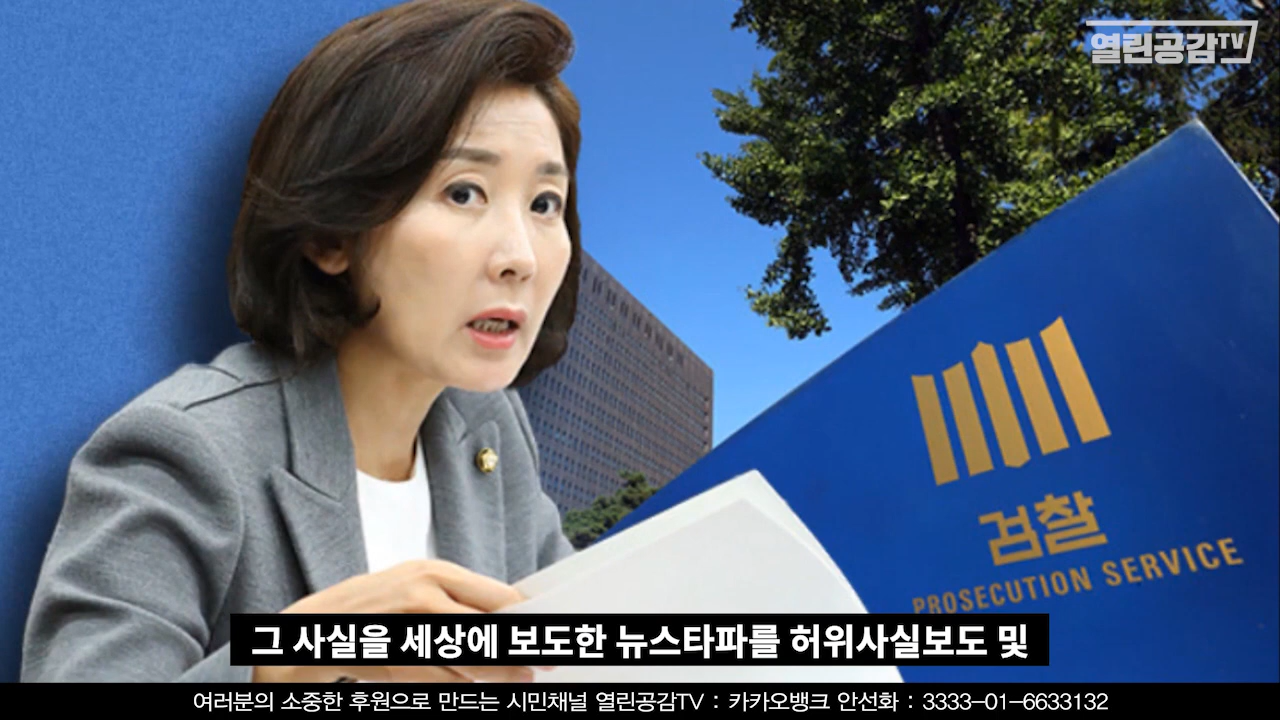 열린공감TV
검찰
PROSECUTION SERVICE
그 사실을 세상에 보도한 뉴스타파를 허위사실보도 및
여러분의 소중한 후원으로 만드는 시민채널 열린공감TV : 카카오뱅크 안선화 : 3333-01-6633132